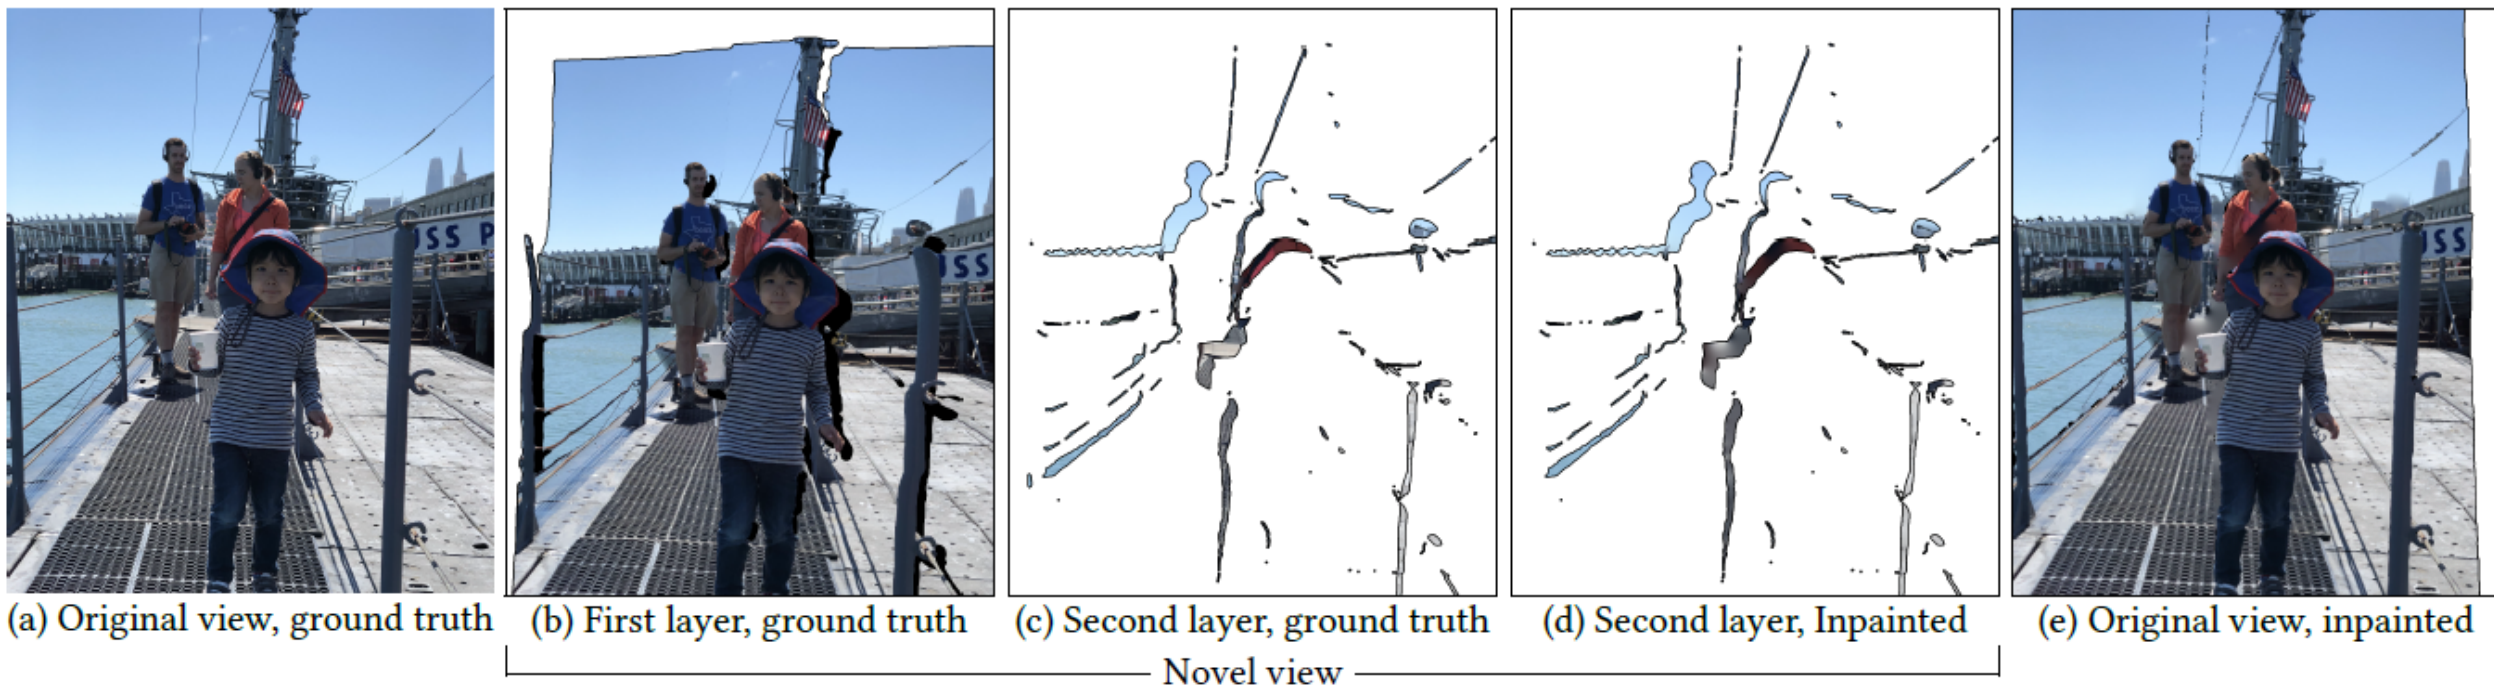 USS P
USS
USS
(a) Original view, ground truth
(b) First layer, ground truth
(c) Second layer, ground truth
(d) Second layer, Inpainted
(e) Original view, inpainted
Novel view